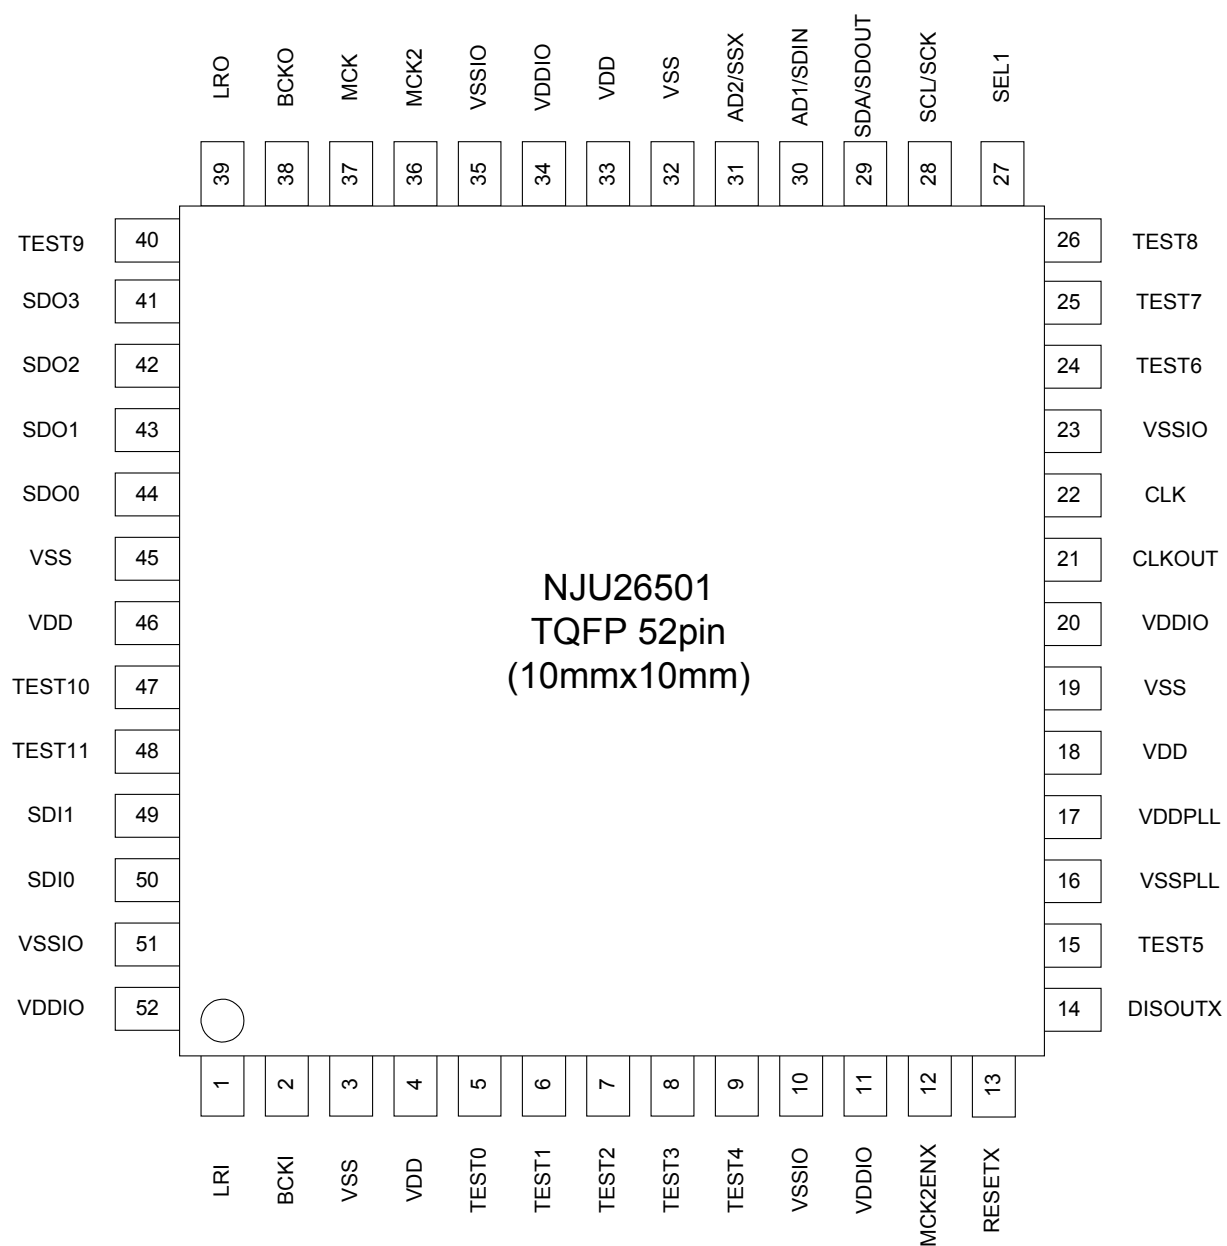 LRO
BCKO
MCK
MCK2
VSSIO
VDDIO
VDD
VSS
AD2/SSX
AD1/SDIN
SDA/SDOUT
SCL/SCK
SEL1
39
38
37
36
35
34
33
32
31
30
29
28
27
TEST9 40
SDO3 41
SDO2 42
SDO1 43
SDO0 44
VSS 45
VDD 46
TEST10 47
TEST11 48
SDI1 49
SDI0 50
VSSIO 51
VDDIO 52
NJU26501
TQFP 52pin
(10mmx10mm)
26 TEST8
25 TEST7
24 TEST6
23 VSSIO
22 CLK
21 CLKOUT
20 VDDIO
19 VSS
18 VDD
17 VDDPLL
16 VSSPLL
15 TEST5
14 DISOUTX
1
2
3
4
5
6
7
8
9
10
11
12
13
LRI
BCKI
VSS
VDD
TEST0
TEST1
TEST2
TEST3
TEST4
VSSIO
VDDIO
MCK2ENX
RESETX